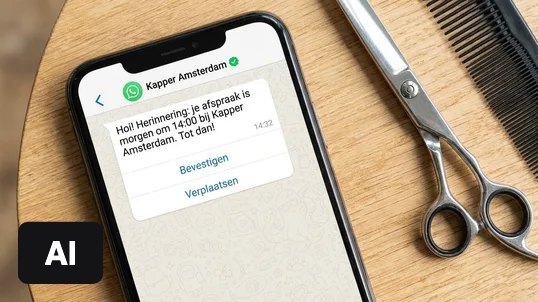 Kapper Amsterdam
Hoi! Herinnering: je afspraak is
morgen om 14:00 bij Kapper
Amsterdam. Tot dan!
14:32
Bevestigen
Verplaatsen
AI